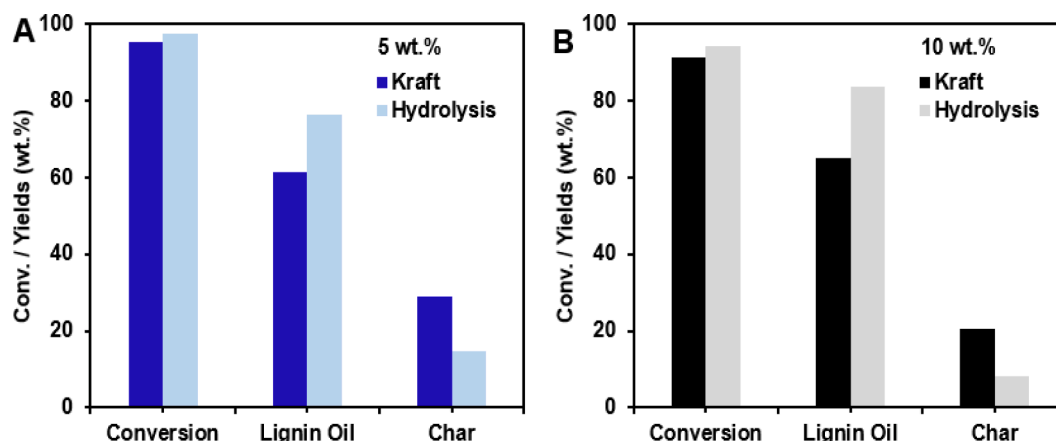 A
5 wt.%
Kraft
Hydrolysis
Conv. / Yields (wt.%)
100
80
60
40
20
0
Conversion
Lignin Oil
Char
B
10 wt.%
Kraft
Hydrolysis
Conv. / Yields (wt.%)
100
80
60
40
20
0
Conversion
Lignin Oil
Char